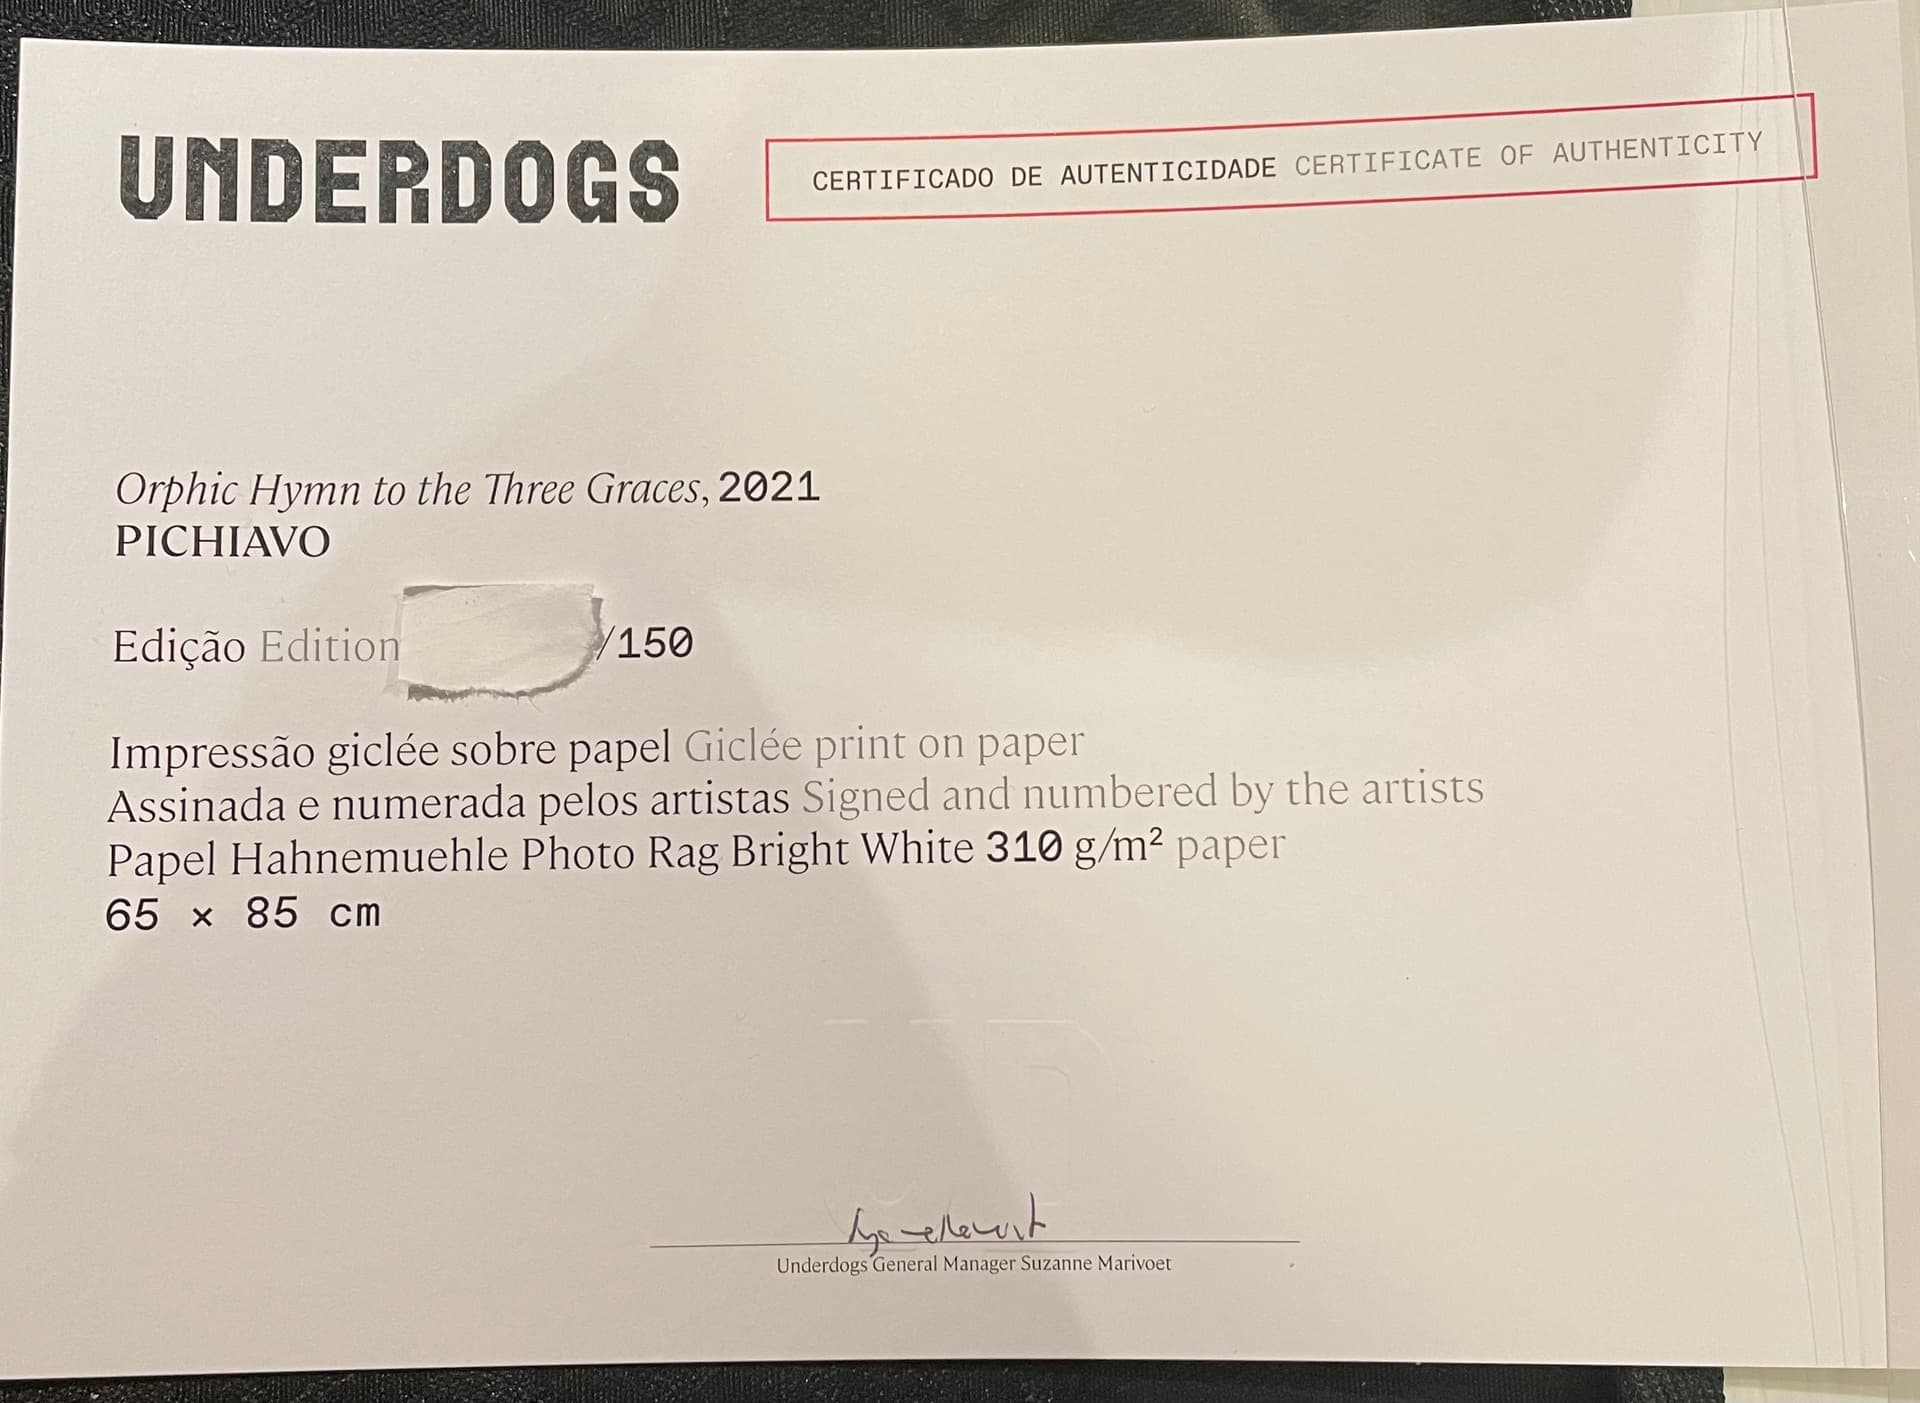 UNDERDOGS
CERTIFICADO DE AUTENTICIDADE CERTIFICATE OF AUTHENTICITY
Orphic Hymn to the Three Graces, 2021
PICHIAVO
Edição Edition /150
Impressão giclée sobre papel Giclée print on paper
Assinada e numerada pelos artistas Signed and numbered by the artists
Papel Hahnemuehle Photo Rag Bright White 310 g/m² paper
65 × 85 cm
Underdogs General Manager Suzanne Marivoet